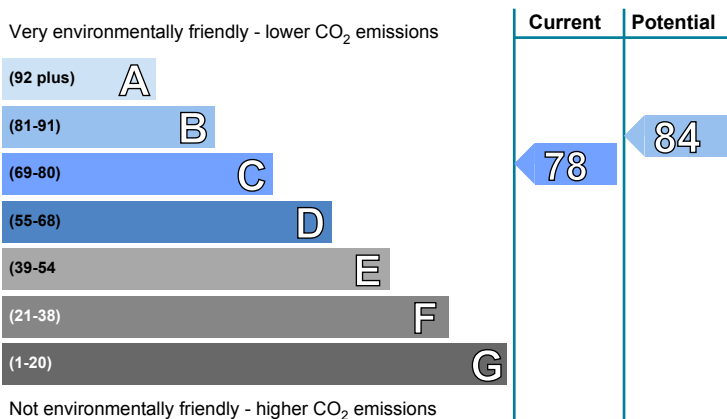 Current Potential
Very environmentally friendly - lower CO2 emissions
(92 plus) A
(81-91) B
84
(69-80) C
78
(55-68) D
(39-54 E
(21-38) F
(1-20) G
Not environmentally friendly - higher CO2 emissions